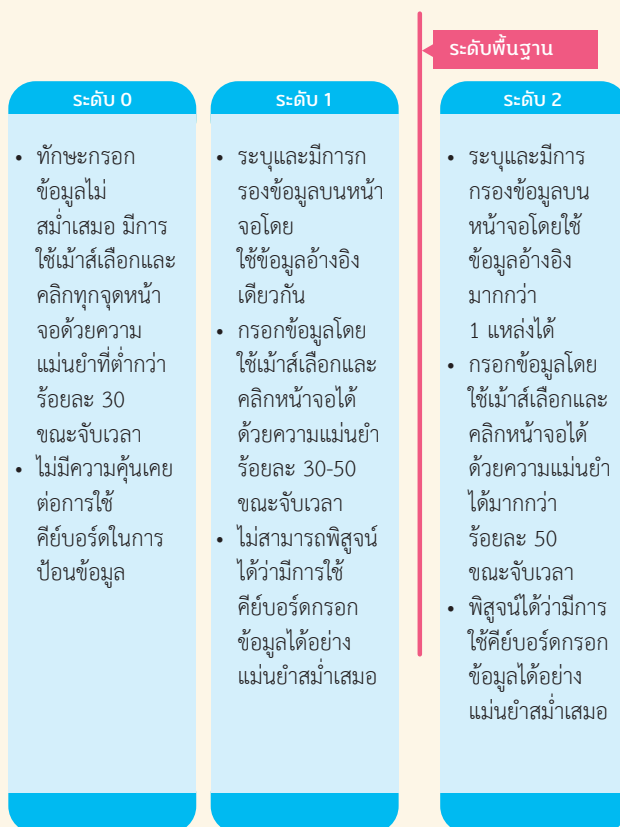 ระดับพื้นฐาน
ระดับ 0
• ทักษะกรอก
ข้อมูลไม่
สม่ำเสมอ มีการ
ใช้เม้าส์เลือกและ
คลิกทุกจุดหน้า
จอด้วยความ
แม่นยำที่ต่ำกว่า
ร้อยละ 30
ขณะจับเวลา
• ไม่มีความคุ้นเคย
ต่อการใช้
คีย์บอร์ดในการ
ป้อนข้อมูล
ระดับ 1
• ระบุและมีการก
รองข้อมูลบนหน้า
จอโดย
ใช้ข้อมูลอ้างอิง
เดียวกัน
• กรอกข้อมูลโดย
ใช้เม้าส์เลือกและ
คลิกหน้าจอได้
ด้วยความแม่นยำ
ร้อยละ 30-50
ขณะจับเวลา
• ไม่สามารถพิสูจน์
ได้ว่ามีการใช้
คีย์บอร์ดกรอก
ข้อมูลได้อย่าง
แม่นยำสม่ำเสมอ
ระดับ 2
• ระบุและมีการ
กรองข้อมูลบน
หน้าจอโดยใช้
ข้อมูลอ้างอิง
มากกว่า
1 แหล่งได้
• กรอกข้อมูลโดย
ใช้เม้าส์เลือกและ
คลิกหน้าจอได้
ด้วยความแม่นยำ
ได้มากกว่า
ร้อยละ 50
ขณะจับเวลา
• พิสูจน์ได้ว่ามีการ
ใช้คีย์บอร์ดกรอก
ข้อมูลได้อย่าง
แม่นยำสม่ำเสมอ